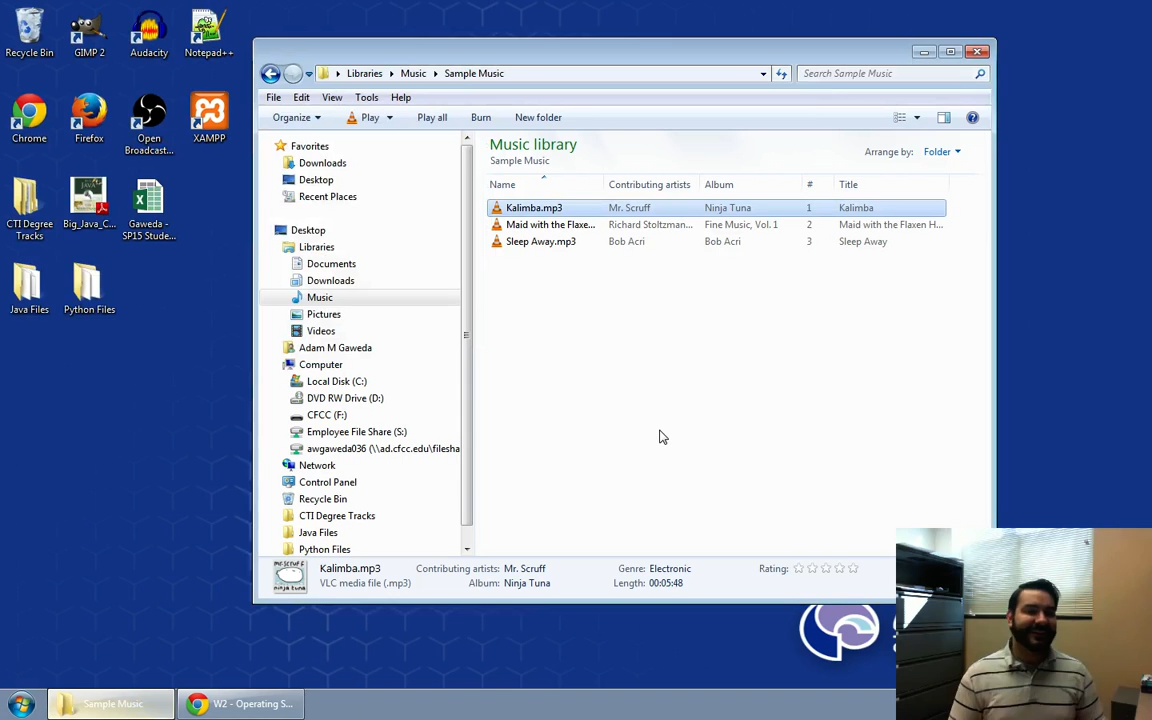 Recycle Bin
GIMP 2
Audacity
Notepad++
Chrome
Firefox
Open Broadcast...
XAMPP
CTI Degree Tracks
Big_Java_C...
Gaweda - SP15 Stude...
Java Files
Python Files
Libraries Music Sample Music
Search Sample Music
File Edit View Tools Help
Organize Play Play all Burn New folder
Music library
Sample Music
Arrange by: Folder
Name Contributing artists Album # Title
Kalimba.mp3 Mr. Scruff Ninja Tuna 1 Kalimba
Maid with the Flaxe... Richard Stoltzman... Fine Music, Vol. 1 2 Maid with the Flaxen H...
Sleep Away.mp3 Bob Acri Bob Acri 3 Sleep Away
Favorites
Downloads
Desktop
Recent Places
Desktop
Libraries
Documents
Downloads
Music
Pictures
Videos
Adam M Gaweda
Computer
Local Disk (C:)
DVD RW Drive (D:)
CFCC (F:)
Employee File Share (S:)
awgaweda036 (\\ad.cfcc.edu\filesha
Network
Control Panel
Recycle Bin
CTI Degree Tracks
Java Files
Python Files
MR.SCRUFF
ninja tuna
Kalimba.mp3 Contributing artists: Mr. Scruff Genre: Electronic Rating:
VLC media file (.mp3) Album: Ninja Tuna Length: 00:05:48
Sample Music
W2 - Operating S...